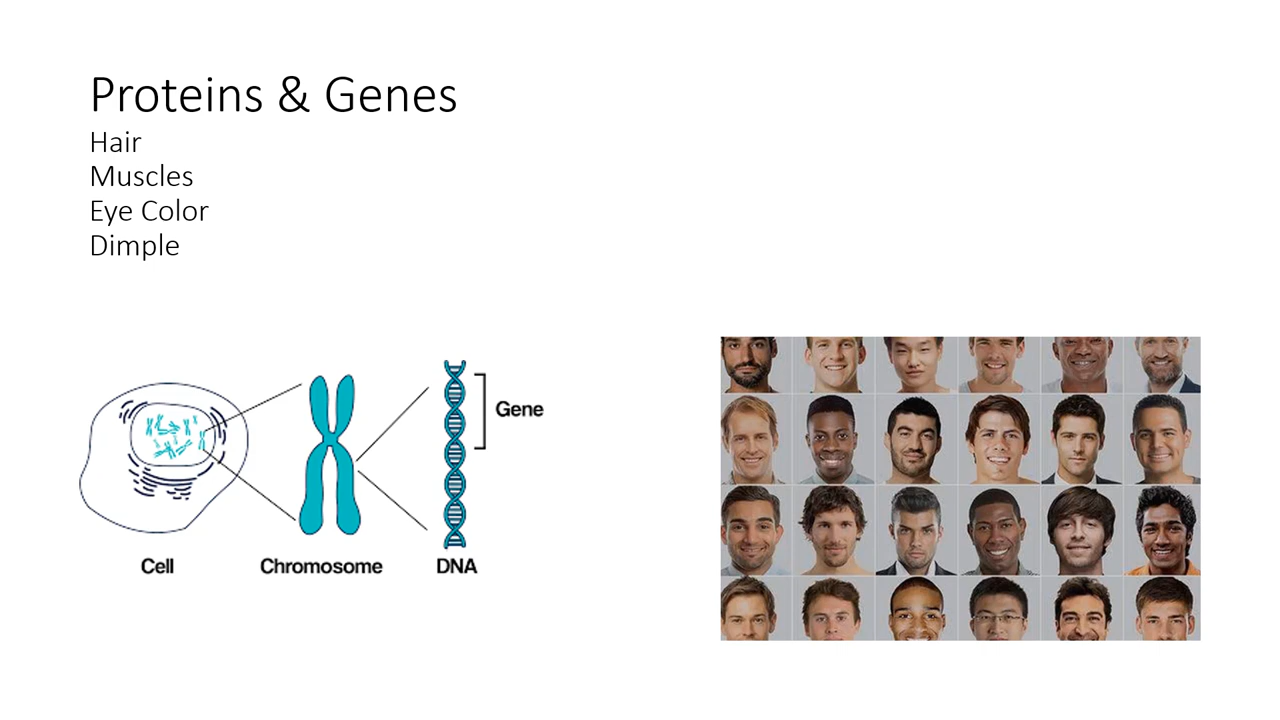 Proteins & Genes
Hair
Muscles
Eye Color
Dimple
Gene
Cell
Chromosome
DNA